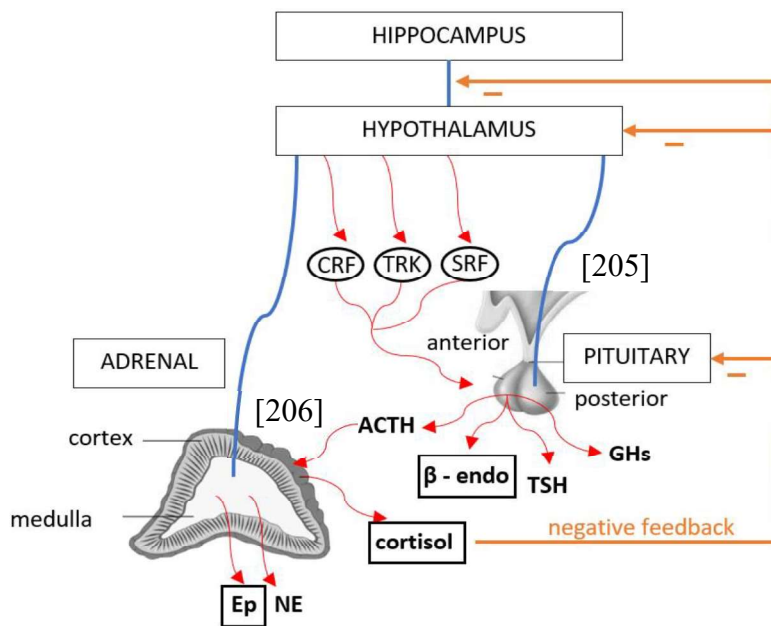 HIPPOCAMPUS
–
HYPOTHALAMUS
–
CRF
TRK
SRF
[205]
anterior
PITUITARY
–
posterior
ADRENAL
[206]
cortex
ACTH
GHs
β - endo
TSH
medulla
cortisol
negative feedback
Ep
NE